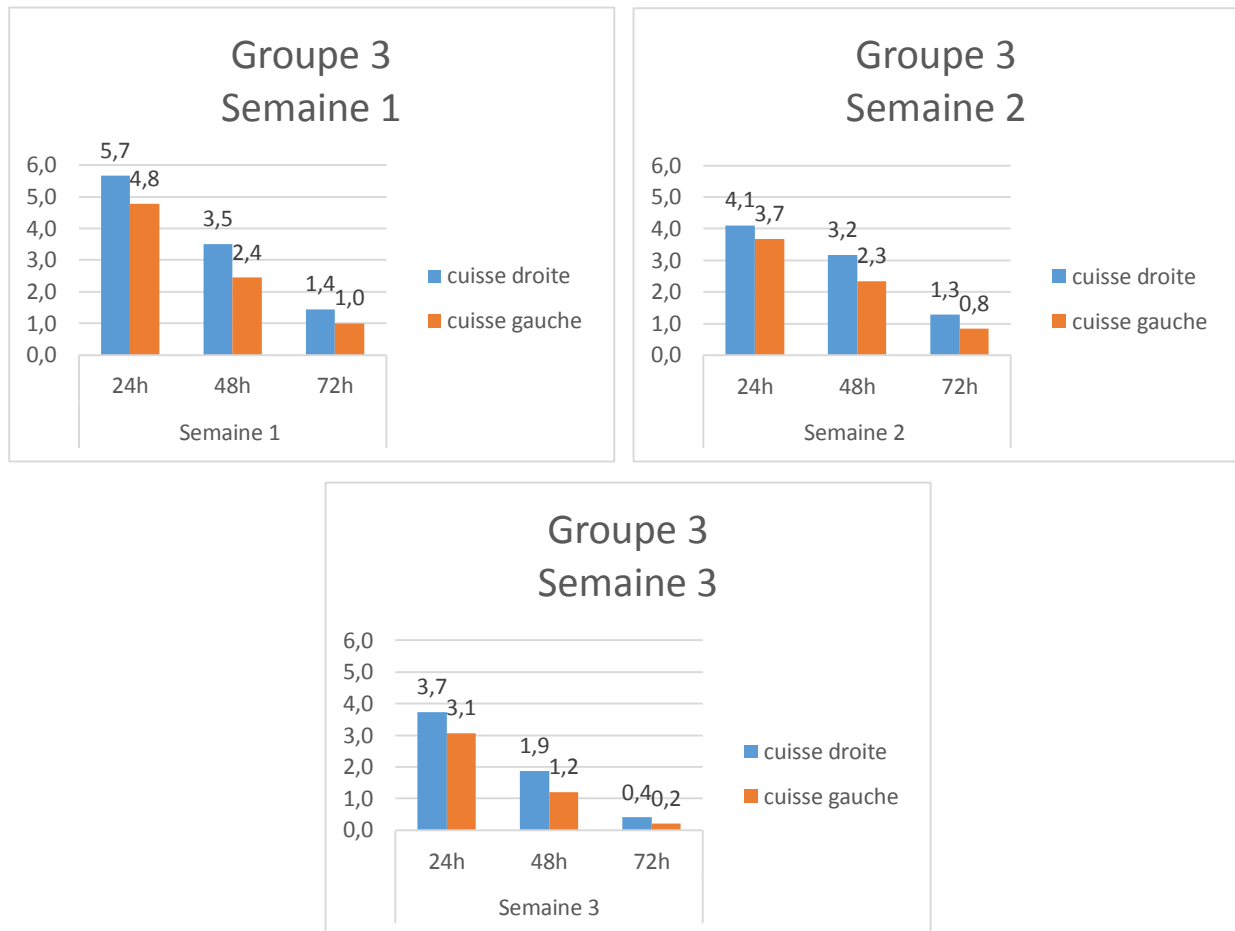 Groupe 3
Semaine 1
5,7
4,8
3,5
2,4
1,4
1,0
6,0
5,0
4,0
3,0
2,0
1,0
0,0
24h 48h 72h
Semaine 1
cuisse droite
cuisse gauche
Groupe 3
Semaine 2
4,1
3,7
3,2
2,3
1,3
0,8
6,0
5,0
4,0
3,0
2,0
1,0
0,0
24h 48h 72h
Semaine 2
cuisse droite
cuisse gauche
Groupe 3
Semaine 3
3,7
3,1
1,9
1,2
0,4
0,2
6,0
5,0
4,0
3,0
2,0
1,0
0,0
24h 48h 72h
Semaine 3
cuisse droite
cuisse gauche